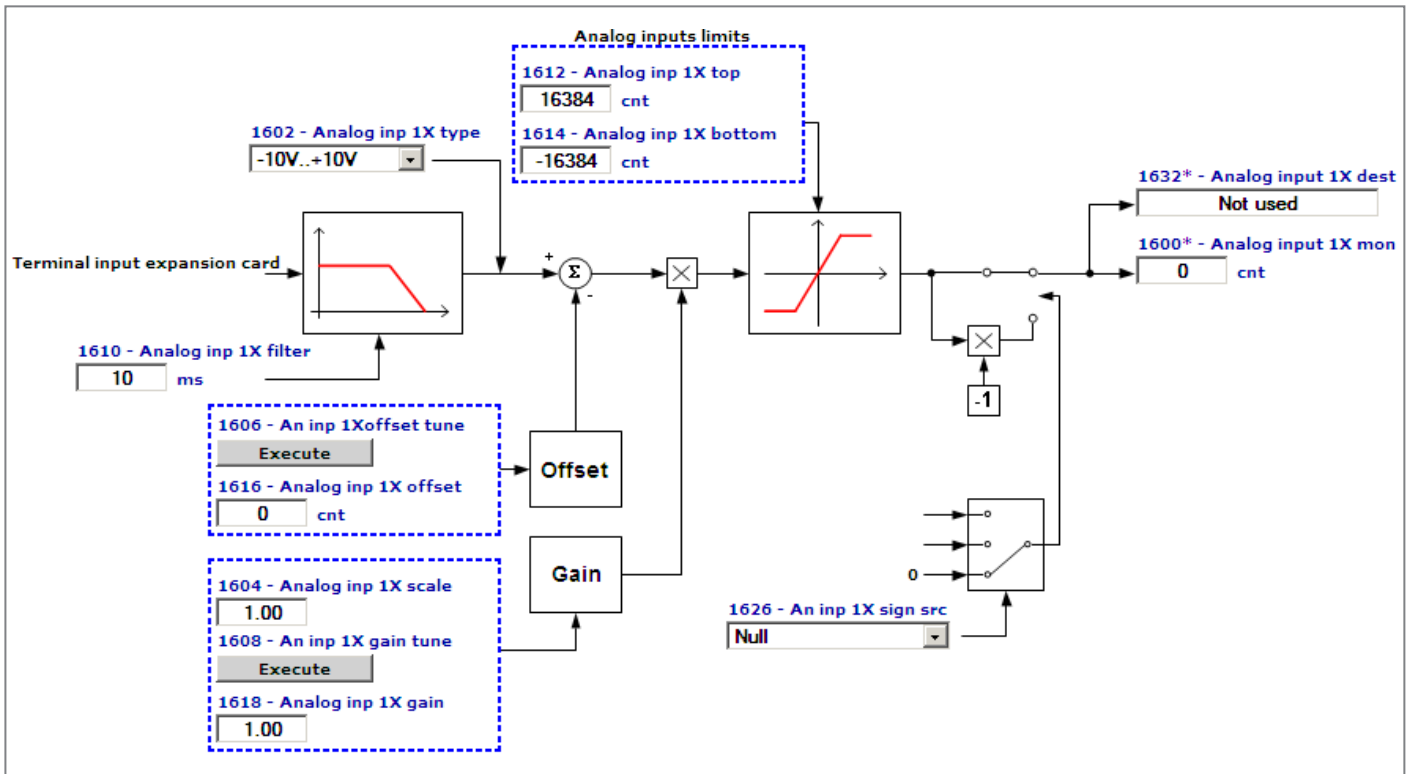 Analog inputs limits
1612 - Analog inp 1X top
16384 cnt
1602 - Analog inp 1X type
-10V..+10V
1614 - Analog inp 1X bottom
-16384 cnt
1632* - Analog input 1X dest
Not used
Terminal input expansion card
+
Σ
-
1600* - Analog input 1X mon
0 cnt
1610 - Analog inp 1X filter
10 ms
-1
1606 - An inp 1Xoffset tune
Execute
Offset
1616 - Analog inp 1X offset
0 cnt
Gain
0
1604 - Analog inp 1X scale
1.00
1626 - An inp 1X sign src
Null
1608 - An inp 1X gain tune
Execute
1618 - Analog inp 1X gain
1.00